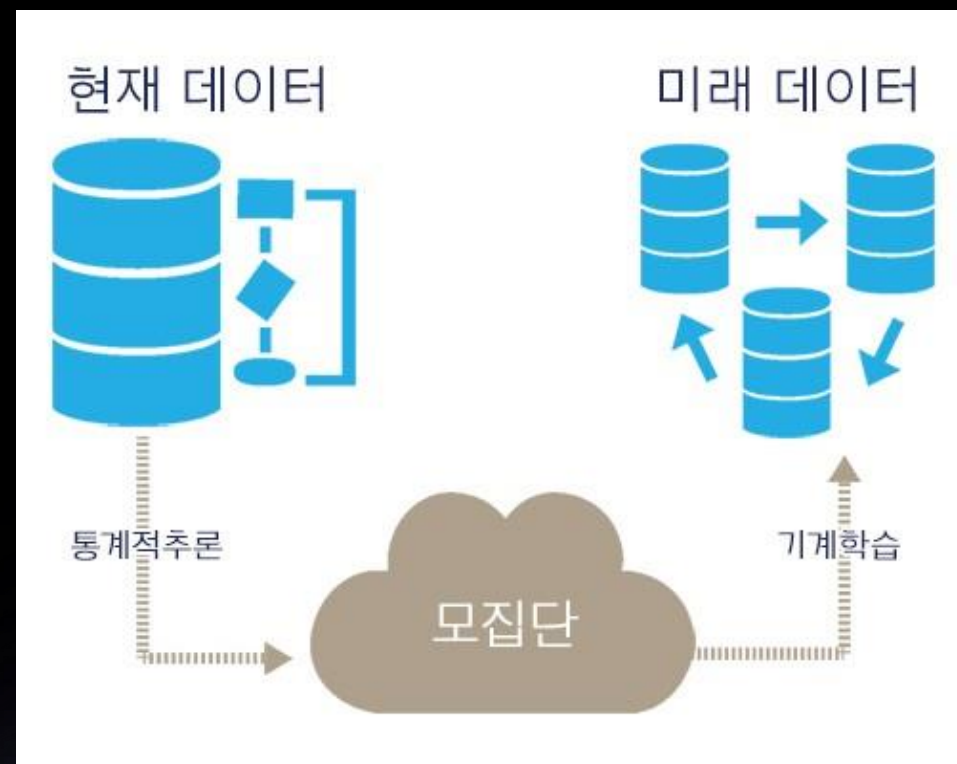 현재 데이터
미래 데이터
통계적추론
기계학습
모집단